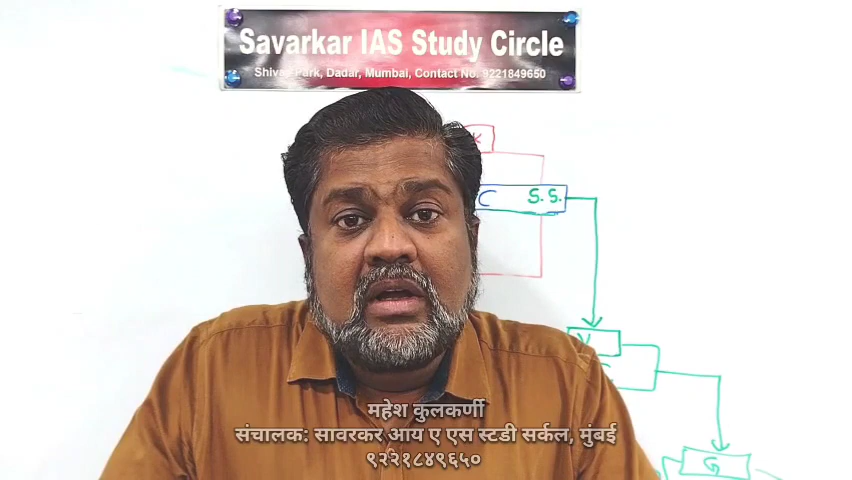 Savarkar IAS Study Circle
Shivaji Park, Dadar, Mumbai, Contact No. 9221849650
K
C S. S.
V
G
महेश कुलकर्णी
संचालक: सावरकर आय ए एस स्टडी सर्कल, मुंबई
९२२१८४९६५०